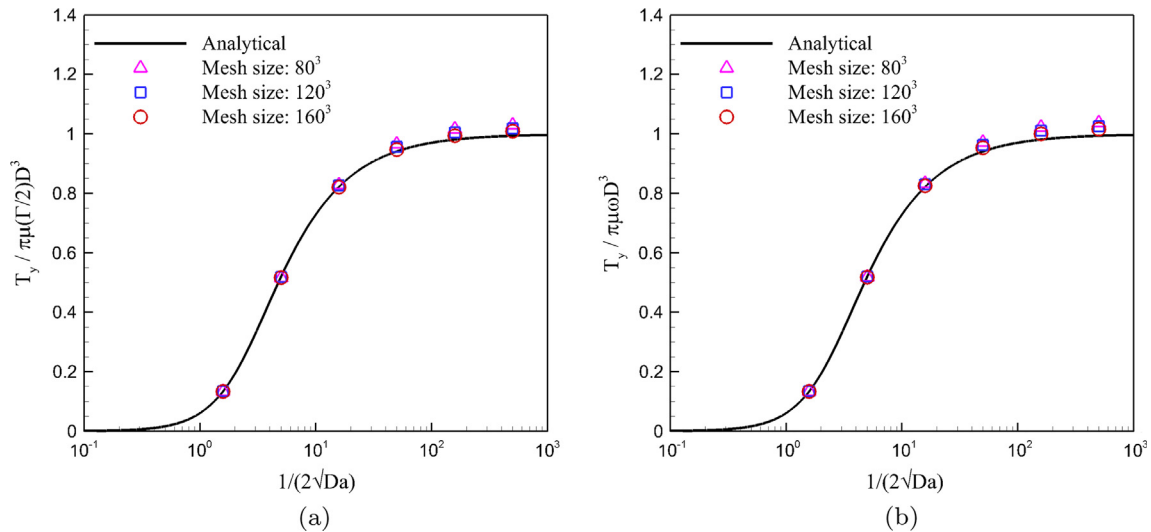 1.4
1.2
1
0.8
0.6
0.4
0.2
0
T_y / πμ(Γ/2)D³
Analytical
Mesh size: 80³
Mesh size: 120³
Mesh size: 160³
10⁻¹ 10⁰ 10¹ 10² 10³
1/(2√Da)
(a)
1.4
1.2
1
0.8
0.6
0.4
0.2
0
T_y / πμωD³
Analytical
Mesh size: 80³
Mesh size: 120³
Mesh size: 160³
10⁻¹ 10⁰ 10¹ 10² 10³
1/(2√Da)
(b)